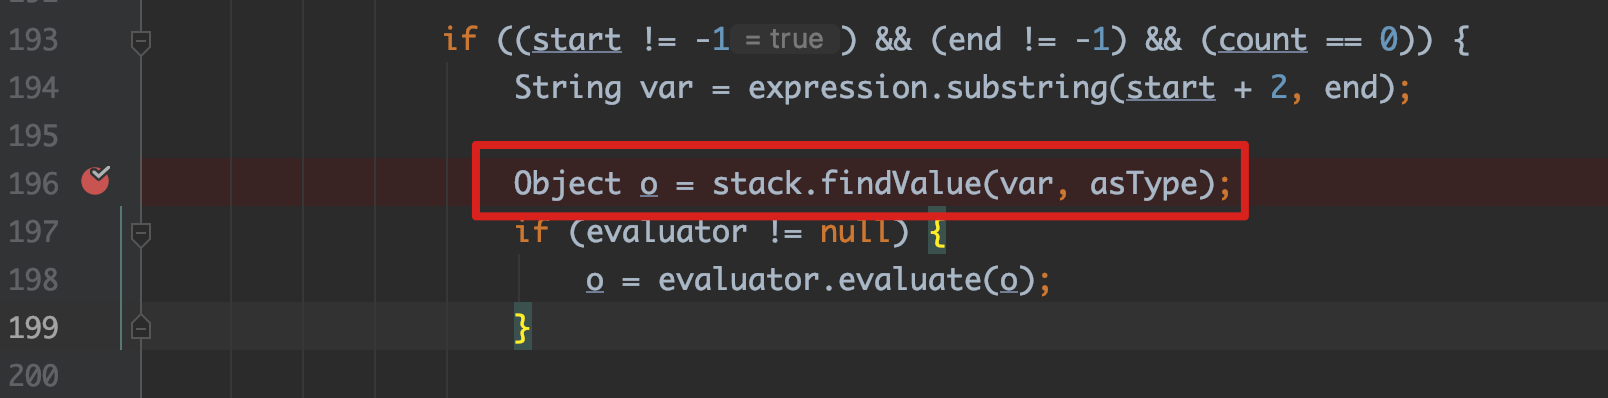 193 if ((start != -1 = true ) && (end != -1) && (count == 0)) {
194 String var = expression.substring(start + 2, end);
195
196 Object o = stack.findValue(var, asType);
197 if (evaluator != null) {
198 o = evaluator.evaluate(o);
199 }
200